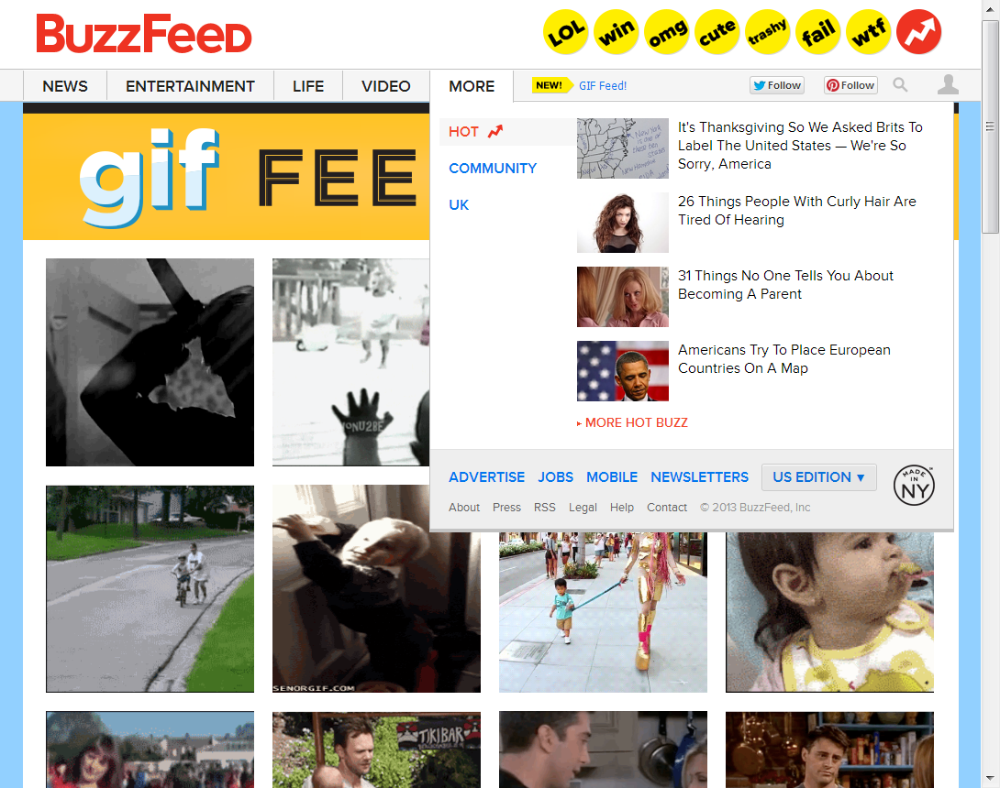 BuzzFeed
LOL
win
omg
cute
trashy
fail
wtf
NEWS
ENTERTAINMENT
LIFE
VIDEO
MORE
NEW!
GIF Feed!
Follow
Follow
gif FEE
HOT
COMMUNITY
UK
It's Thanksgiving So We Asked Brits To
Label The United States — We're So
Sorry, America
26 Things People With Curly Hair Are
Tired Of Hearing
31 Things No One Tells You About
Becoming A Parent
Americans Try To Place European
Countries On A Map
▸ MORE HOT BUZZ
ADVERTISE JOBS MOBILE NEWSLETTERS US EDITION ▼
MADE
IN
NY
About Press RSS Legal Help Contact © 2013 BuzzFeed, Inc
SENORGIF.COM
TIKI BAR